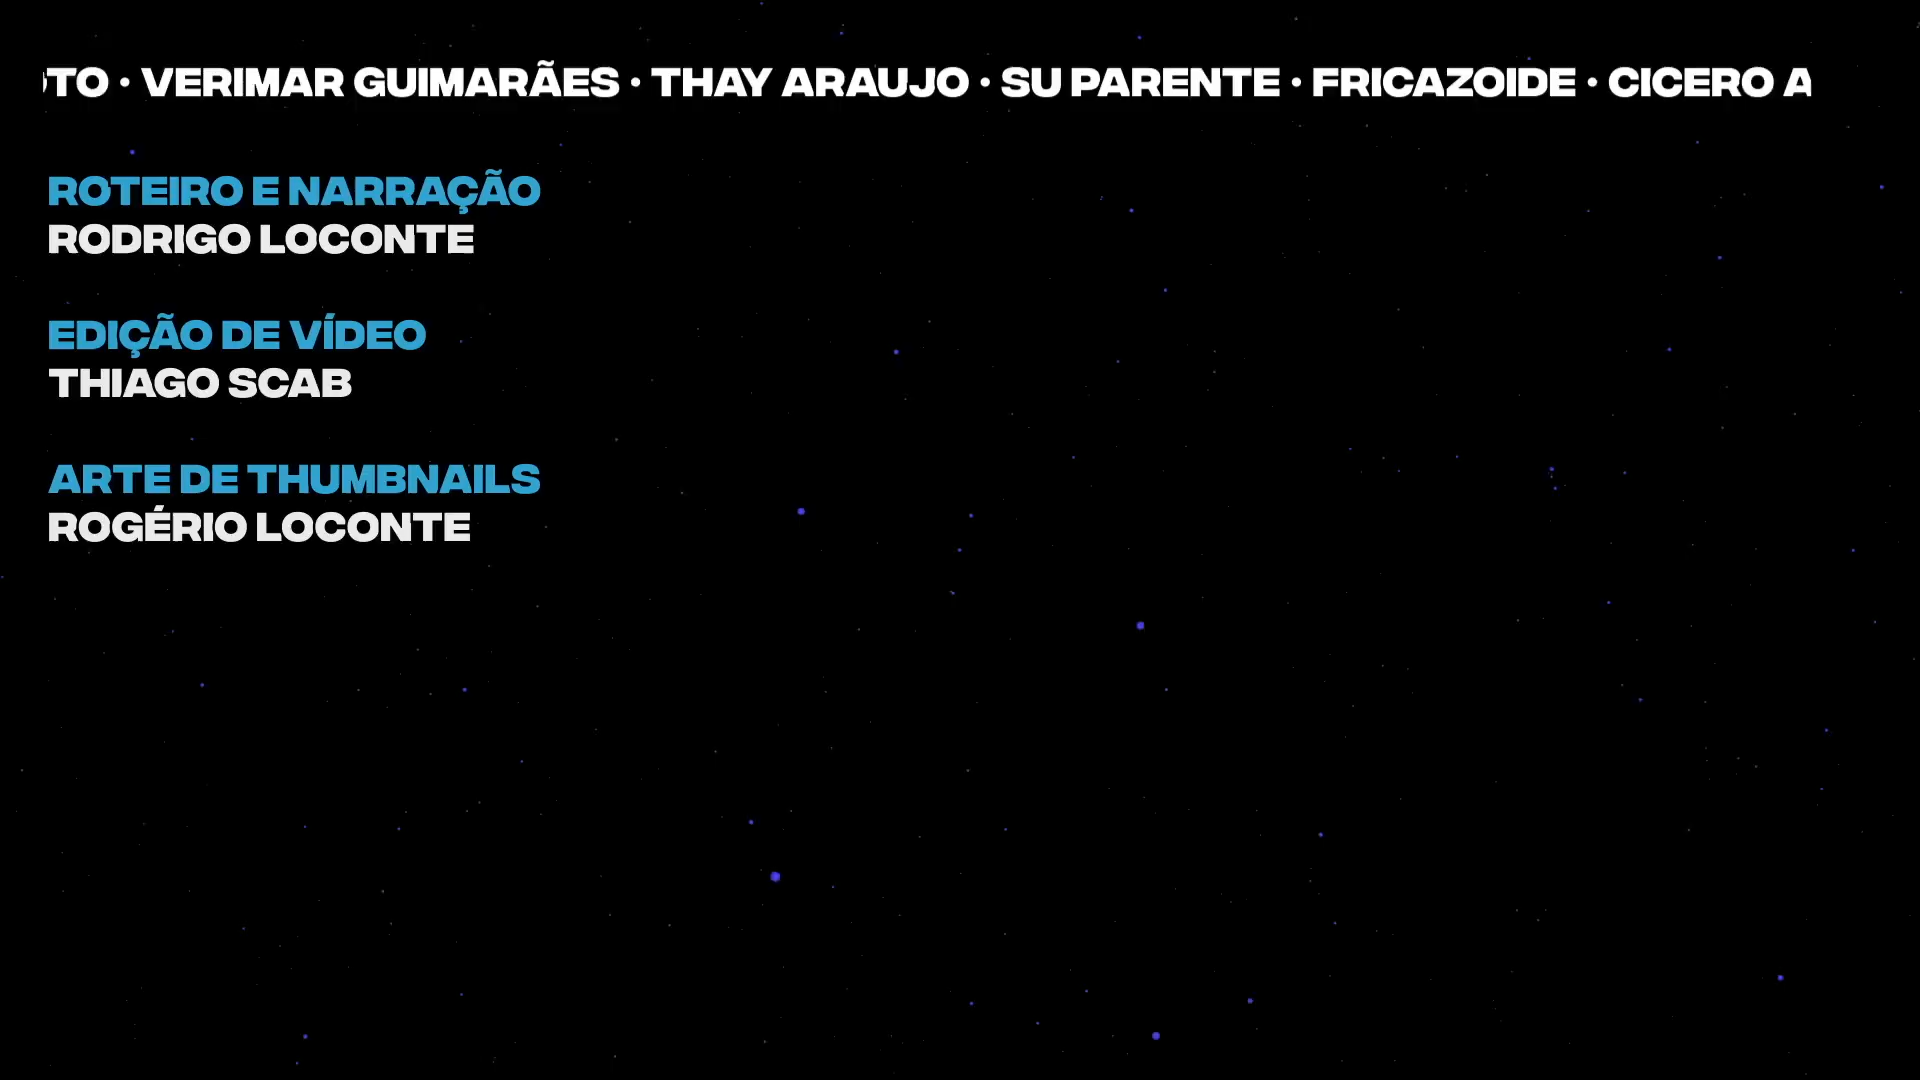 TO • VERIMAR GUIMARÃES • THAY ARAUJO • SU PARENTE • FRICAZOIDE • CICERO A
ROTEIRO E NARRAÇÃO
RODRIGO LOCONTE
EDIÇÃO DE VÍDEO
THIAGO SCAB
ARTE DE THUMBNAILS
ROGÉRIO LOCONTE